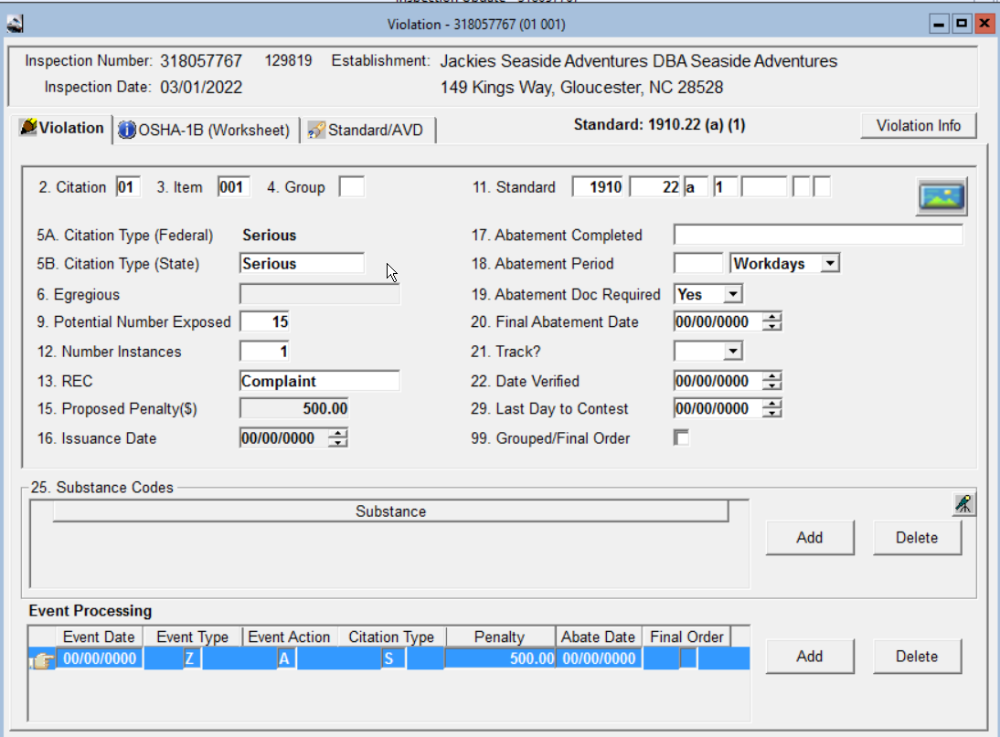 Violation - 318057767 (01 001)
Inspection Number: 318057767 129819 Establishment: Jackies Seaside Adventures DBA Seaside Adventures
Inspection Date: 03/01/2022 149 Kings Way, Gloucester, NC 28528
Violation OSHA-1B (Worksheet) Standard/AVD Standard: 1910.22 (a) (1) Violation Info
2. Citation 01 3. Item 001 4. Group 11. Standard 1910 22 a 1
5A. Citation Type (Federal) Serious 17. Abatement Completed
5B. Citation Type (State) Serious 18. Abatement Period Workdays
6. Egregious 19. Abatement Doc Required Yes
9. Potential Number Exposed 15 20. Final Abatement Date 00/00/0000
12. Number Instances 1 21. Track?
13. REC Complaint 22. Date Verified 00/00/0000
15. Proposed Penalty($) 500.00 29. Last Day to Contest 00/00/0000
16. Issuance Date 00/00/0000 99. Grouped/Final Order
25. Substance Codes
Substance
Add Delete
Event Processing
Event Date Event Type Event Action Citation Type Penalty Abate Date Final Order
00/00/0000 Z A S 500.00 00/00/0000
Add Delete